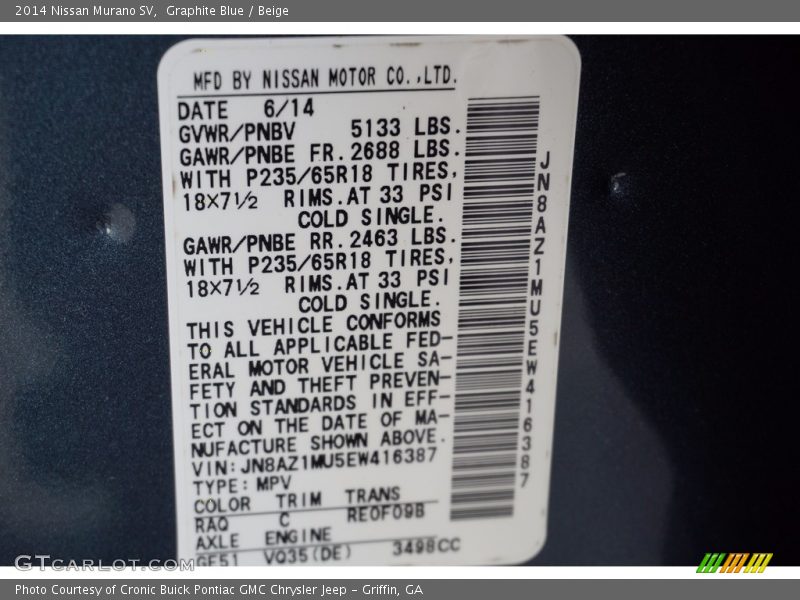 2014 Nissan Murano SV,  Graphite Blue / Beige
MFD BY NISSAN MOTOR CO.,LTD.
DATE 6/14
GVWR/PNBV 5133 LBS.
GAWR/PNBE FR. 2688 LBS.
WITH P235/65R18 TIRES,
18×7½ RIMS. AT 33 PSI
COLD SINGLE.
GAWR/PNBE RR. 2463 LBS.
WITH P235/65R18 TIRES,
18×7½ RIMS. AT 33 PSI
COLD SINGLE.
THIS VEHICLE CONFORMS
TO ALL APPLICABLE FED-
ERAL MOTOR VEHICLE SA-
FETY AND THEFT PREVEN-
TION STANDARDS IN EFF-
ECT ON THE DATE OF MA-
NUFACTURE SHOWN ABOVE.
VIN: JN8AZ1MU5EW416387
TYPE: MPV
COLOR TRIM TRANS
RAQ C RE0F09B
AXLE ENGINE
GF51 VQ35(DE) 3498CC
JN8AZ1MU5EW416387
GTCARLOT.COM
Photo Courtesy of Cronic Buick Pontiac GMC Chrysler Jeep - Griffin, GA